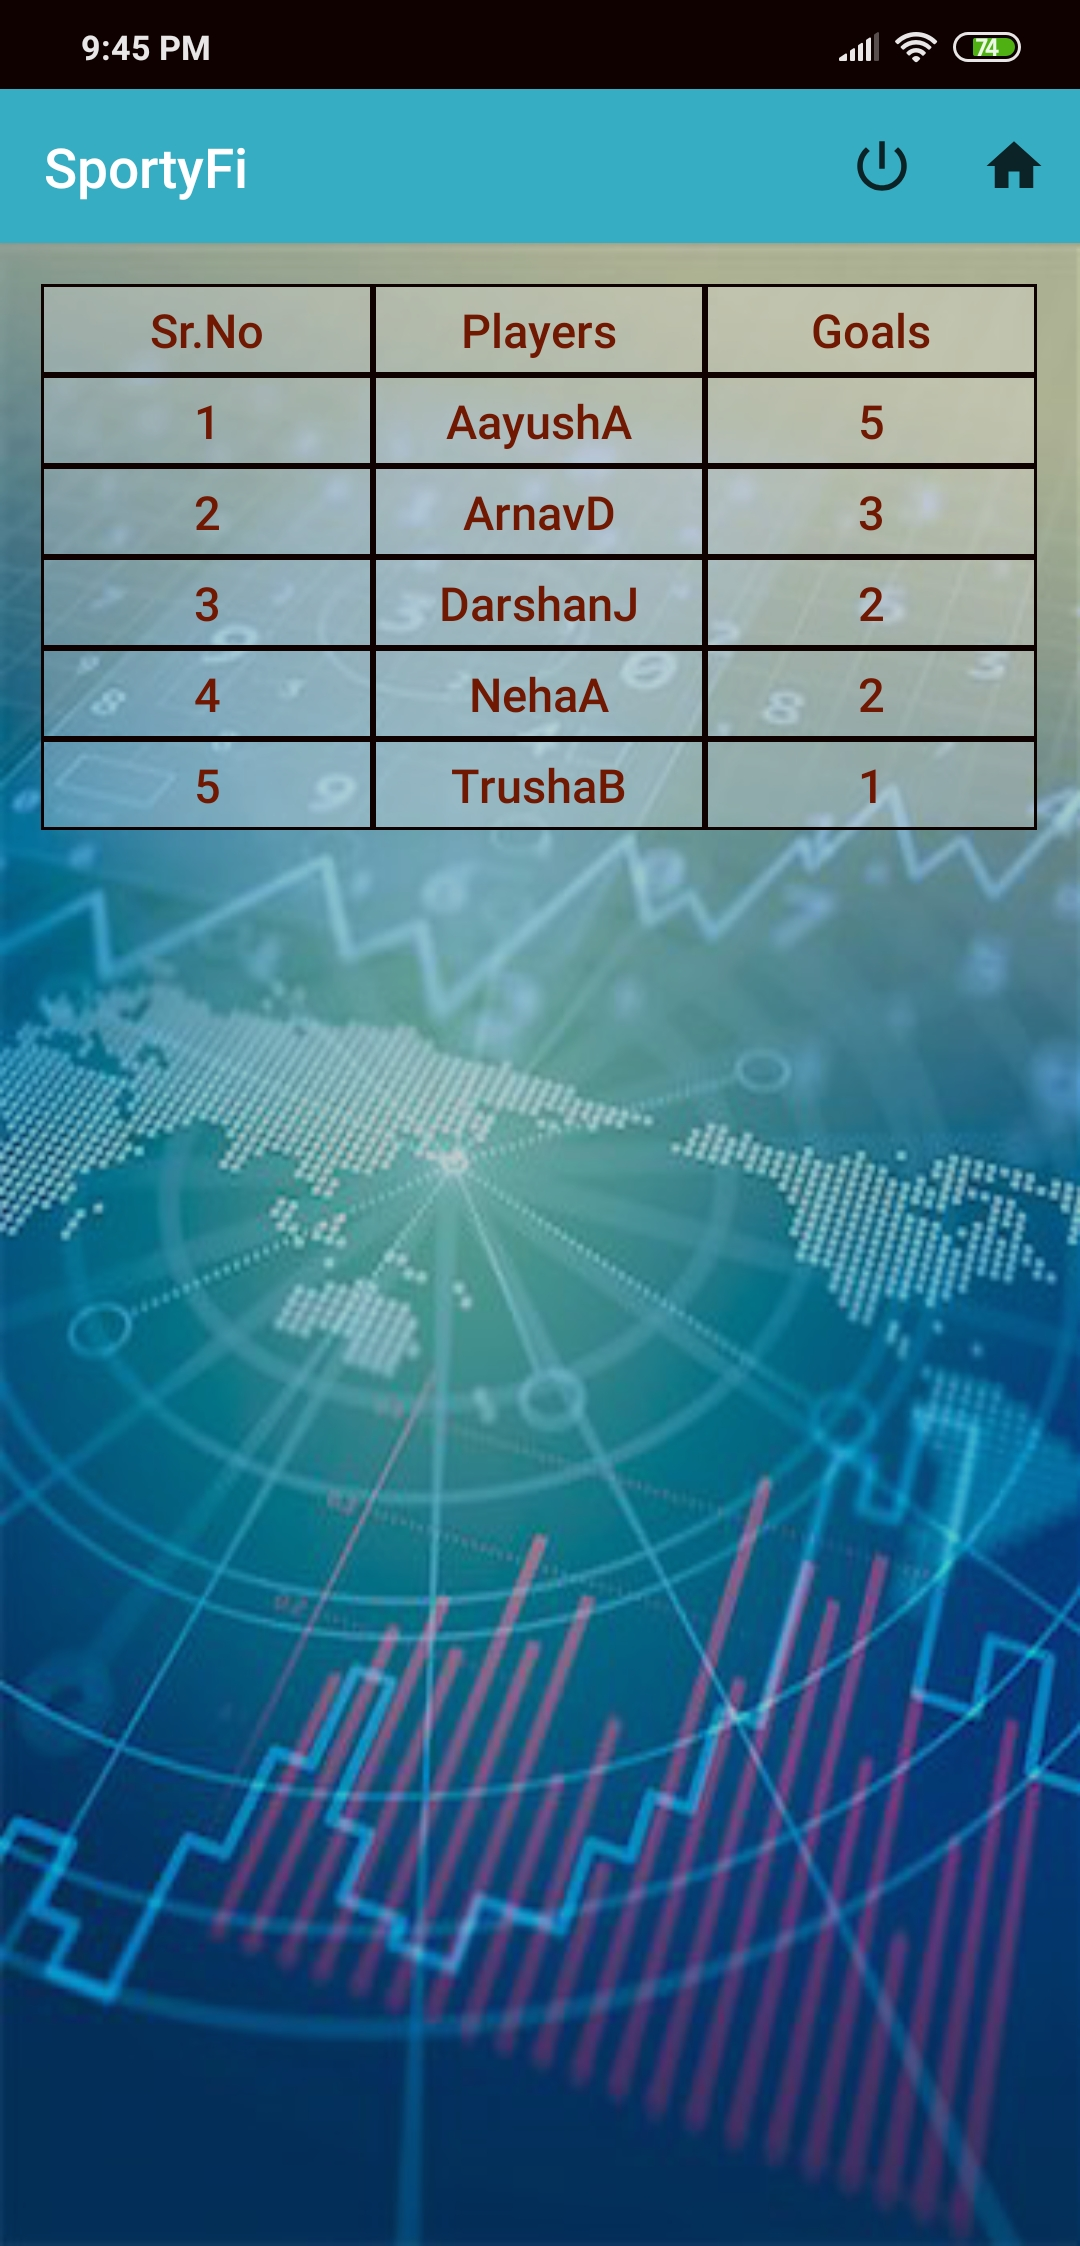 9:45 PM
74
SportyFi
Sr.No Players Goals
1 AayushA 5
2 ArnavD 3
3 DarshanJ 2
4 NehaA 2
5 TrushaB 1